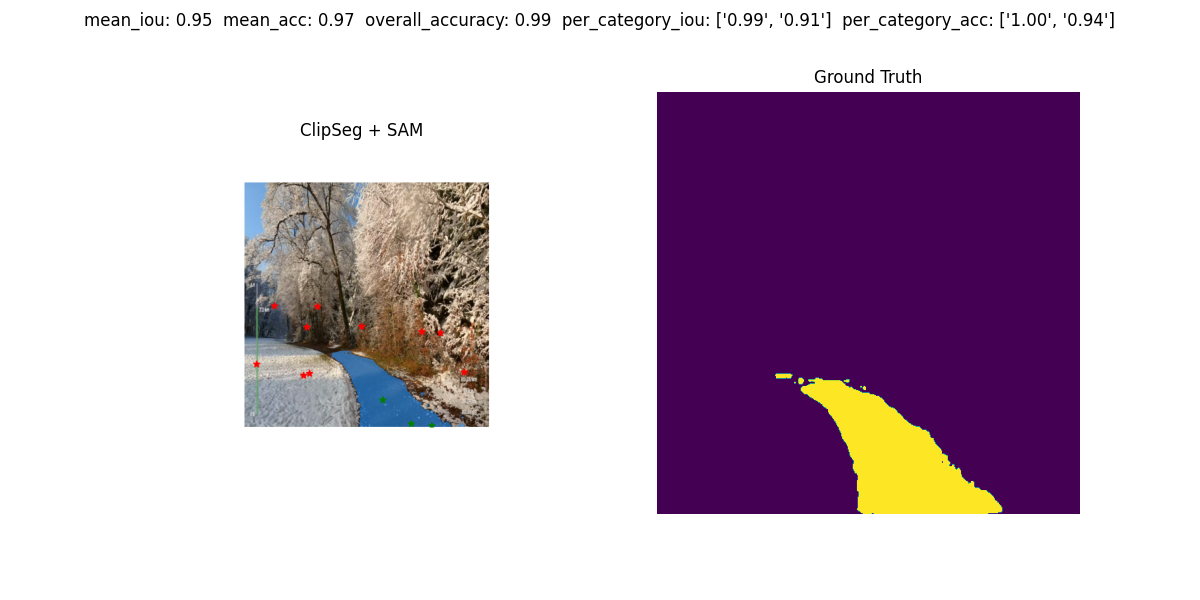 mean_iou: 0.95  mean_acc: 0.97  overall_accuracy: 0.99  per_category_iou: ['0.99', '0.91']  per_category_acc: ['1.00', '0.94']
Ground Truth
ClipSeg + SAM